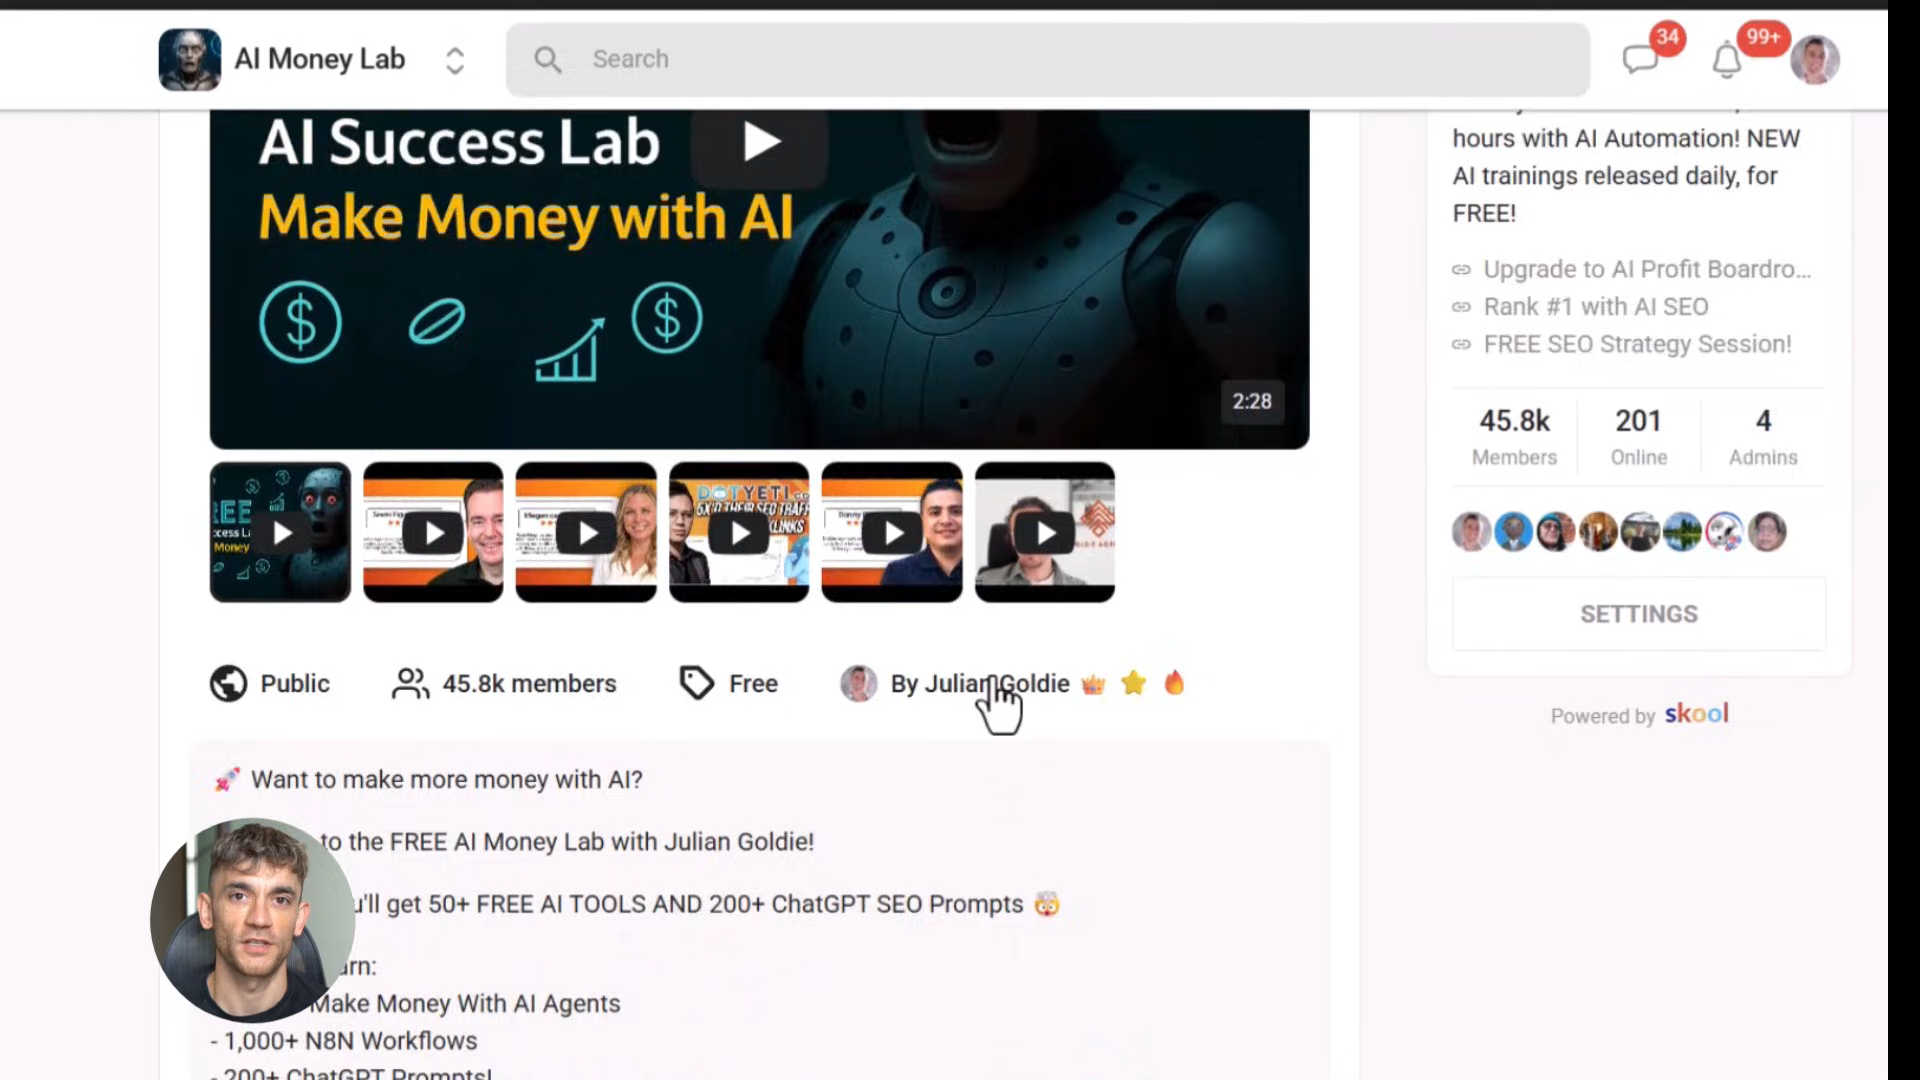 AI Money Lab
Search
34
99+
AI Success Lab
Make Money with AI
2:28
hours with AI Automation! NEW
AI trainings released daily, for
FREE!
Upgrade to AI Profit Boardro...
Rank #1 with AI SEO
FREE SEO Strategy Session!
45.8k
Members
201
Online
4
Admins
SETTINGS
Powered by skool
DOTYETI.
Public
45.8k members
Free
By Julian Goldie
Want to make more money with AI?
to the FREE AI Money Lab with Julian Goldie!
u'll get 50+ FREE AI TOOLS AND 200+ ChatGPT SEO Prompts
arn:
Make Money With AI Agents
- 1,000+ N8N Workflows
- 200+ ChatGPT Prompts!